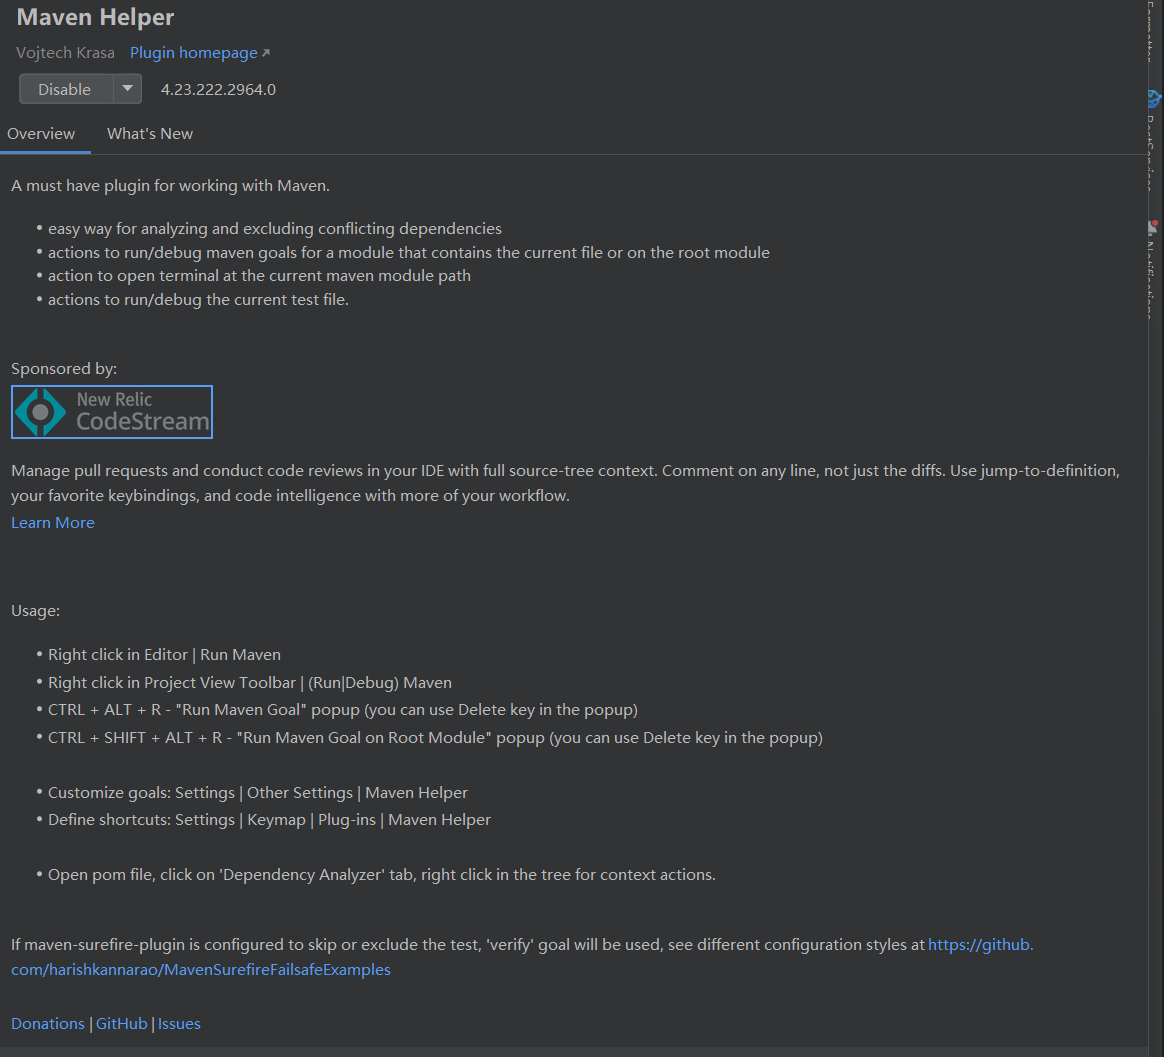 Maven Helper
Vojtech Krasa Plugin homepage
Disable 4.23.222.2964.0
Overview What's New
A must have plugin for working with Maven.
• easy way for analyzing and excluding conflicting dependencies
• actions to run/debug maven goals for a module that contains the current file or on the root module
• action to open terminal at the current maven module path
• actions to run/debug the current test file.
Sponsored by:
New Relic
CodeStream
Manage pull requests and conduct code reviews in your IDE with full source-tree context. Comment on any line, not just the diffs. Use jump-to-definition,
your favorite keybindings, and code intelligence with more of your workflow.
Learn More
Usage:
• Right click in Editor | Run Maven
• Right click in Project View Toolbar | (Run|Debug) Maven
• CTRL + ALT + R - "Run Maven Goal" popup (you can use Delete key in the popup)
• CTRL + SHIFT + ALT + R - "Run Maven Goal on Root Module" popup (you can use Delete key in the popup)
• Customize goals: Settings | Other Settings | Maven Helper
• Define shortcuts: Settings | Keymap | Plug-ins | Maven Helper
• Open pom file, click on 'Dependency Analyzer' tab, right click in the tree for context actions.
If maven-surefire-plugin is configured to skip or exclude the test, 'verify' goal will be used, see different configuration styles at https://github.
com/harishkannarao/MavenSurefireFailsafeExamples
Donations | GitHub | Issues